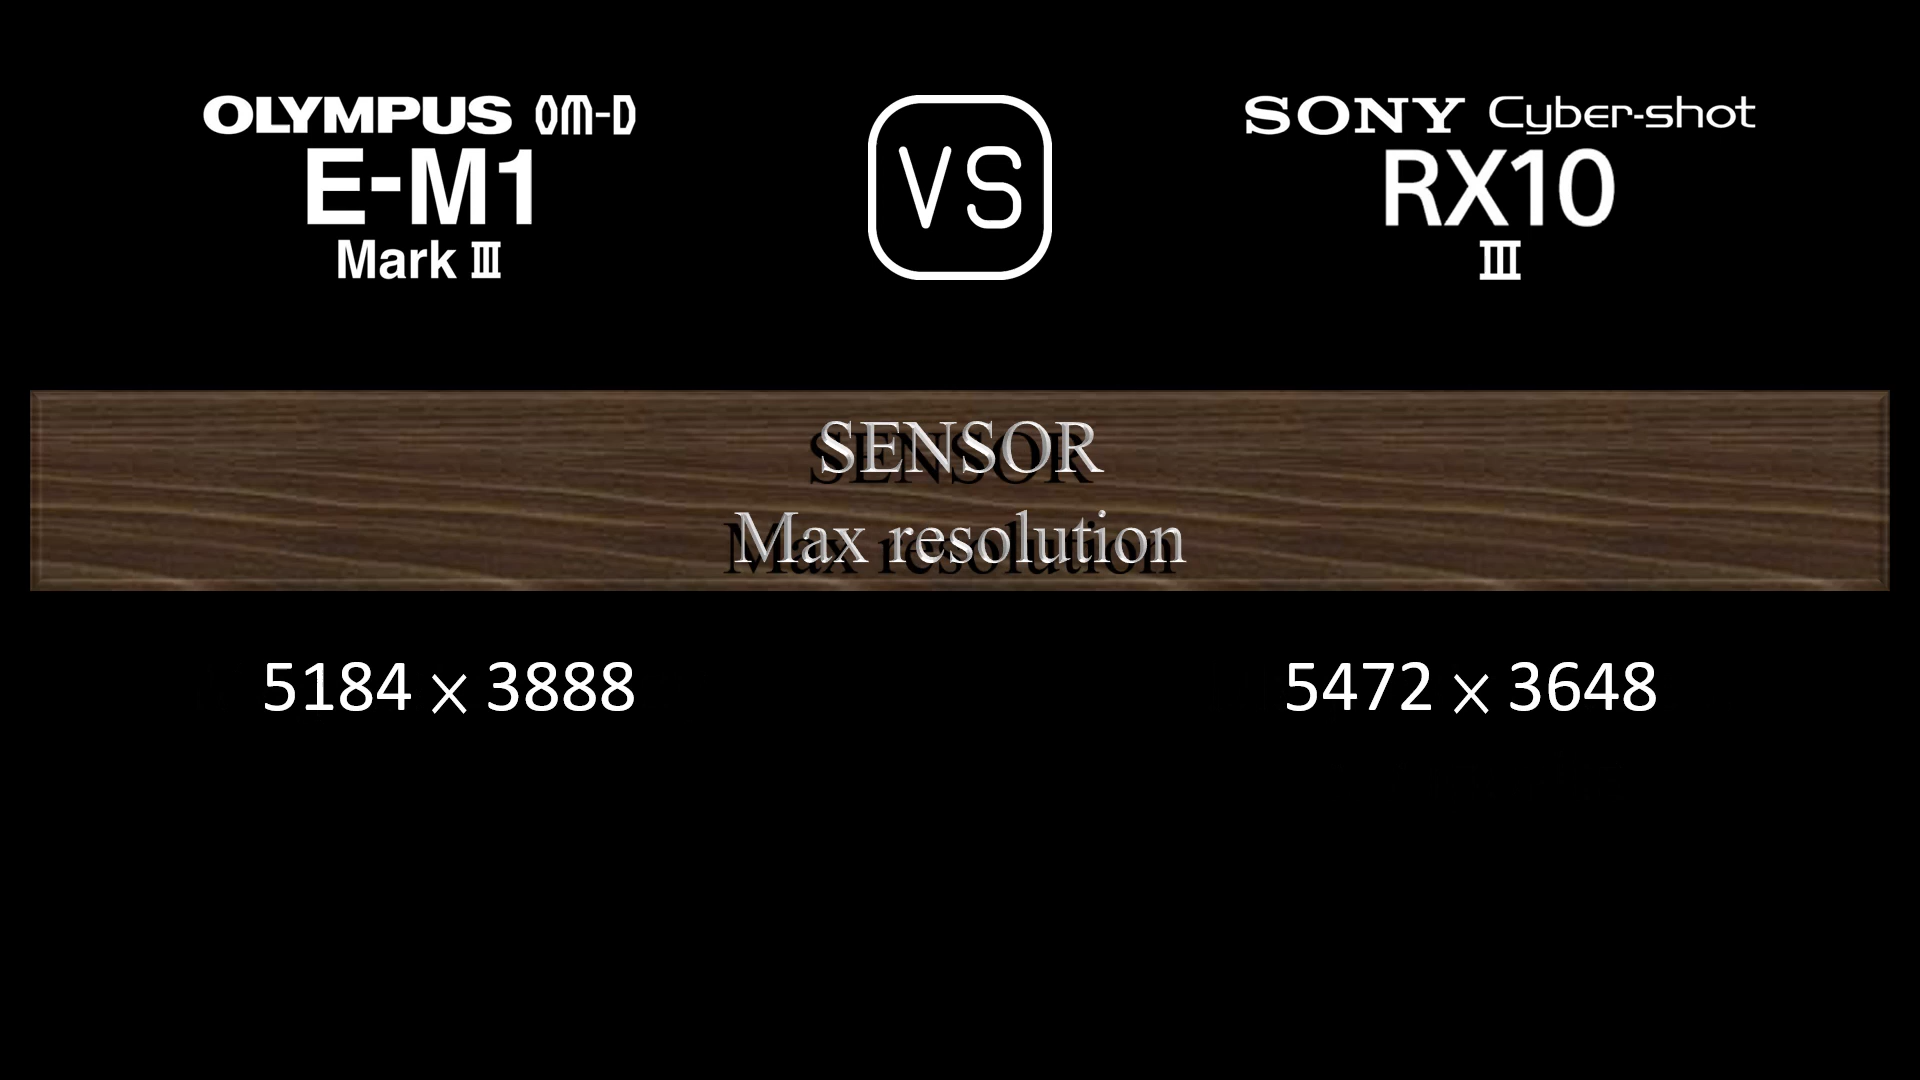 OLYMPUS OM-D
E-M1
Mark III
VS
SONY Cyber-shot
RX10
III
SENSOR
Max resolution
5184 x 3888
5472 x 3648